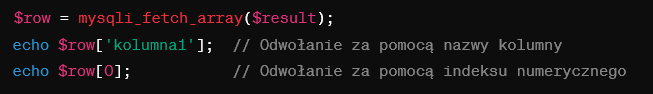 $row = mysqli_fetch_array($result);
echo $row['kolumna1'];  // Odwołanie za pomocą nazwy kolumny
echo $row[0];           // Odwołanie za pomocą indeksu numerycznego